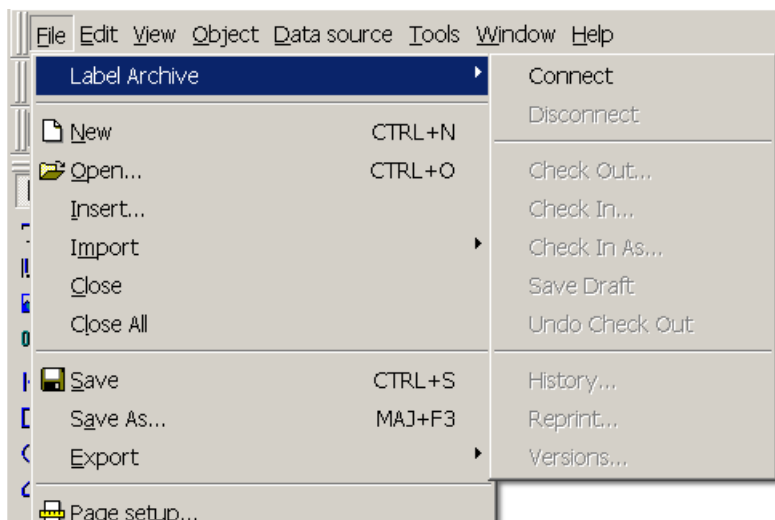 File Edit View Object Data source Tools Window Help
Label Archive
New CTRL+N
Open... CTRL+O
Insert...
Import
Close
Close All
Save CTRL+S
Save As... MAJ+F3
Export
Page setup...
Connect
Disconnect
Check Out...
Check In...
Check In As...
Save Draft
Undo Check Out
History...
Reprint...
Versions...